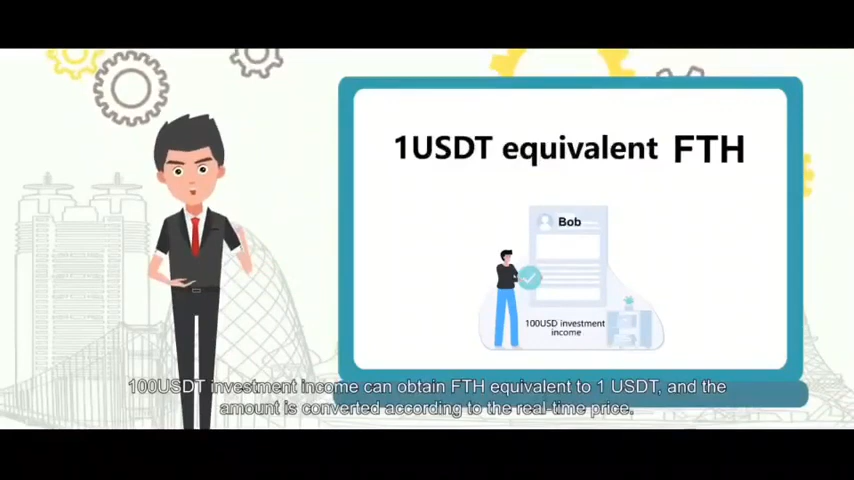 1USDT equivalent FTH
Bob
100USD investment
income
100USDT investment income can obtain FTH equivalent to 1 USDT, and the
amount is converted according to the real-time price.